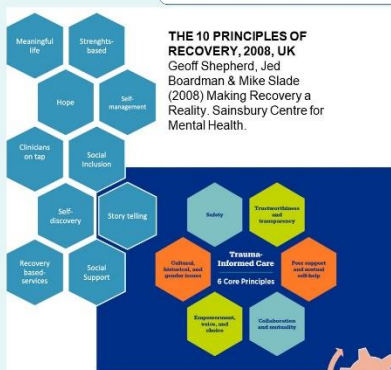 THE 10 PRINCIPLES OF
RECOVERY, 2008, UK
Geoff Shepherd, Jed
Boardman & Mike Slade
(2008) Making Recovery a
Reality. Sainsbury Centre for
Mental Health.
Meaningful
life
Strenghts-
based
Hope
Self-
management
Clinicians
on tap
Social
Inclusion
Self-
discovery
Story telling
Recovery
based-
services
Social
Support
Safety
Trustworthiness
and
transparency
Cultural,
historical, and
gender issues
Trauma-
Informed Care
6 Core Principles
Peer support
and mutual
self-help
Empowerment,
voice, and
choice
Collaboration
and mutuality